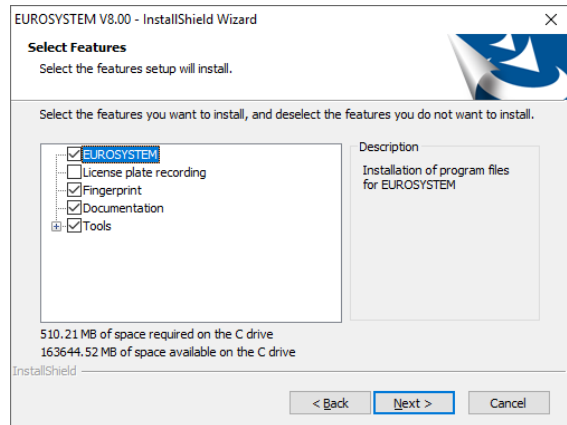 EUROSYSTEM V8.00 - InstallShield Wizard
Select Features
Select the features setup will install.
Select the features you want to install, and deselect the features you do not want to install.
EUROSYSTEM
License plate recording
Fingerprint
Documentation
Tools
Description
Installation of program files
for EUROSYSTEM
510.21 MB of space required on the C drive
163644.52 MB of space available on the C drive
InstallShield
< Back
Next >
Cancel